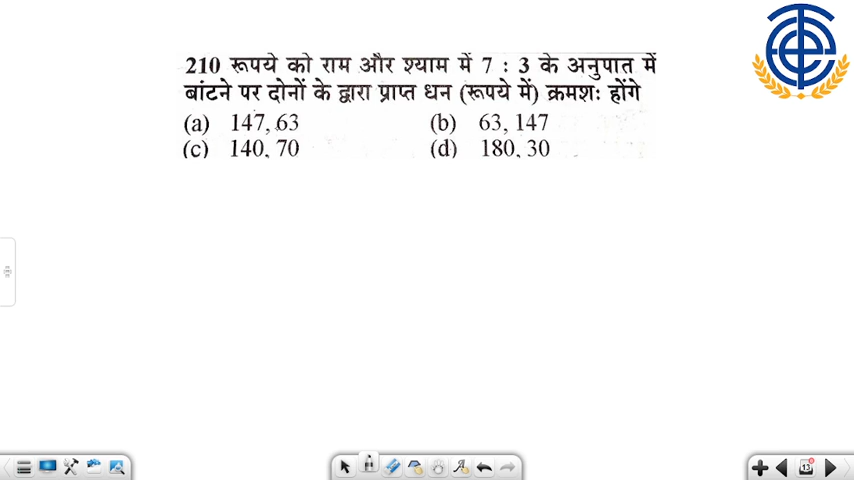 210 रूपये को राम और श्याम में 7 : 3 के अनुपात में
बांटने पर दोनों के द्वारा प्राप्त धन (रूपये में) क्रमशः होंगे
(a) 147, 63 (b) 63, 147
(c) 140, 70 (d) 180, 30
13